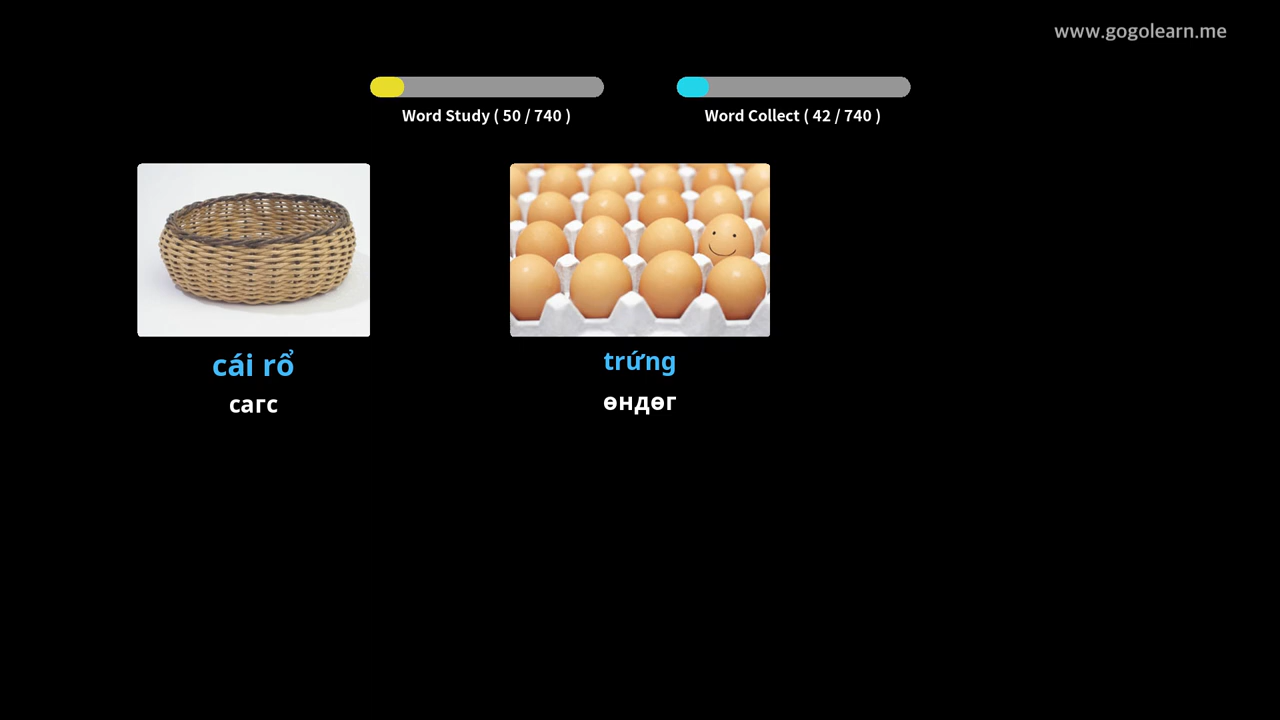 www.gogolearn.me
Word Study ( 50 / 740 )
Word Collect ( 42 / 740 )
cái rổ
сагс
trứng
өндөг